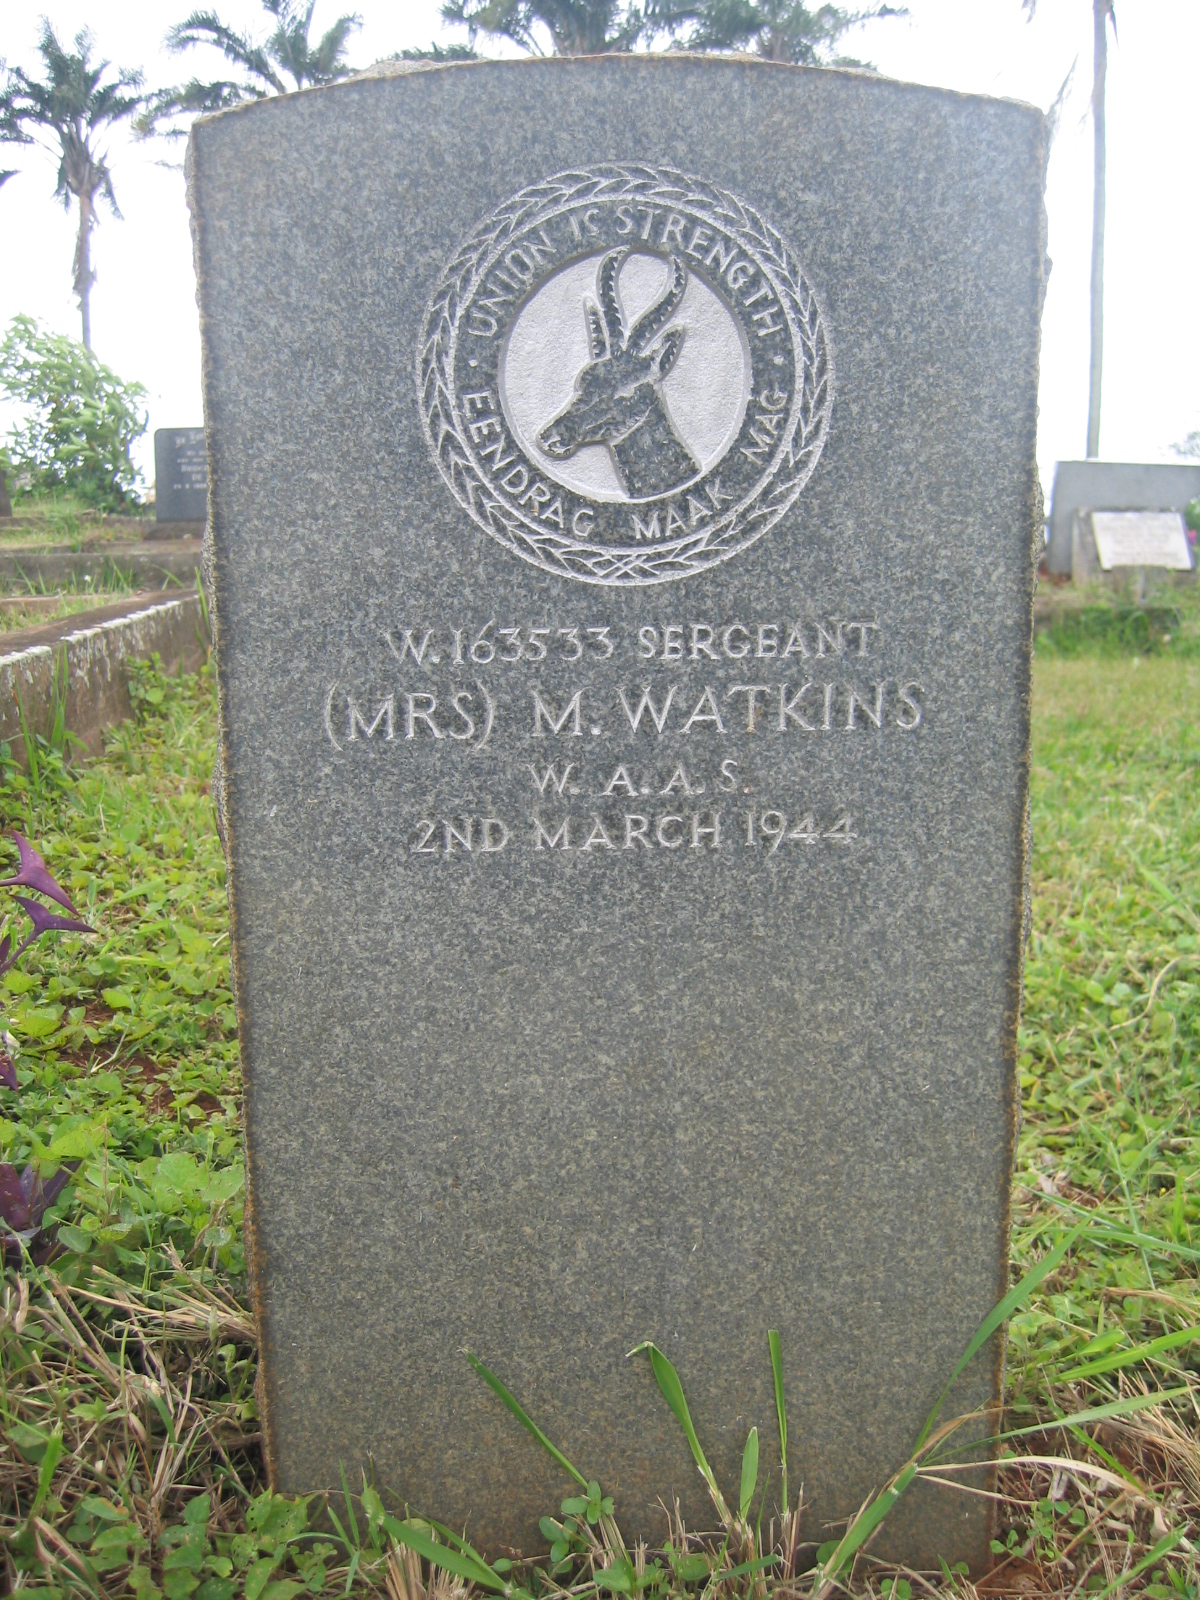 · UNION IS STRENGTH ·
EENDRAG MAAK MAG
W.163533 SERGEANT
(MRS) M. WATKINS
W. A. A. S.
2ND MARCH 1944